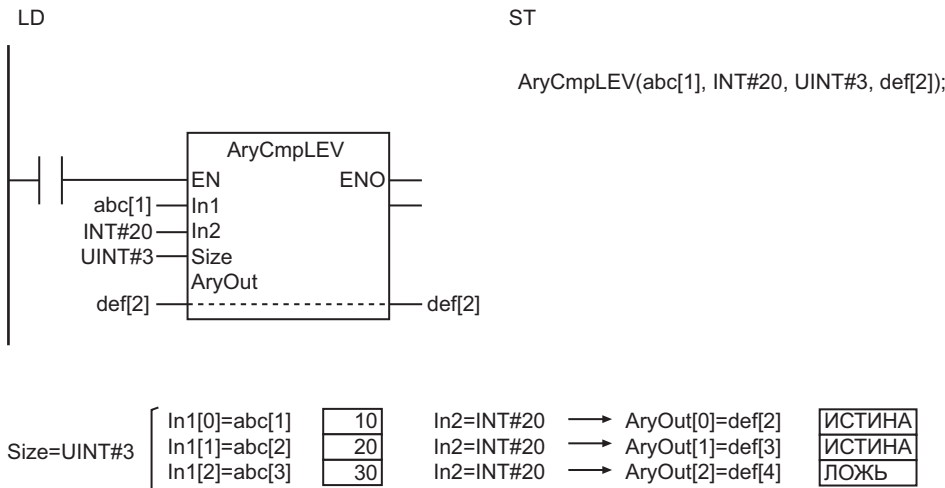 LD
ST
AryCmpLEV(abc[1], INT#20, UINT#3, def[2]);
AryCmpLEV
EN ENO
abc[1] In1
INT#20 In2
UINT#3 Size
AryOut
def[2] def[2]
In1[0]=abc[1] 10 In2=INT#20 AryOut[0]=def[2] ИСТИНА
Size=UINT#3 In1[1]=abc[2] 20 In2=INT#20 AryOut[1]=def[3] ИСТИНА
In1[2]=abc[3] 30 In2=INT#20 AryOut[2]=def[4] ЛОЖЬ